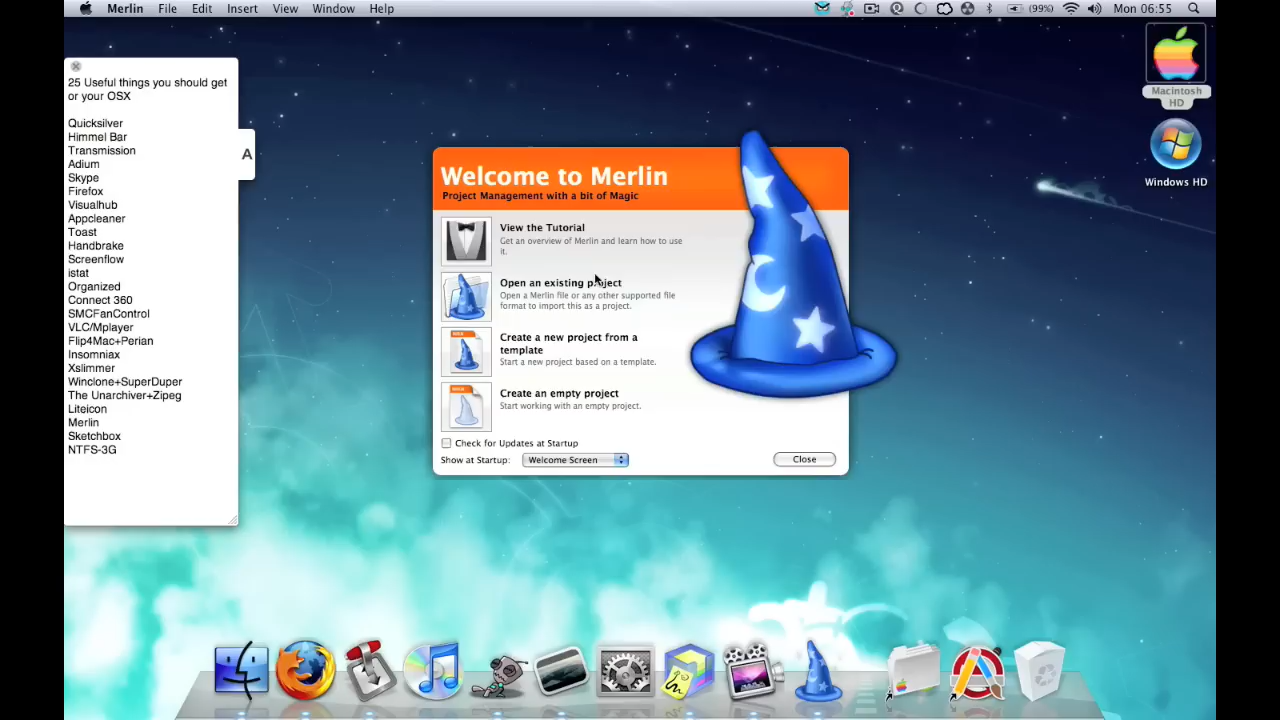 Merlin File Edit Insert View Window Help
(99%) Mon 06:55
25 Useful things you should get
or your OSX
Quicksilver
Himmel Bar
Transmission
Adium
Skype
Firefox
Visualhub
Appcleaner
Toast
Handbrake
Screenflow
istat
Organized
Connect 360
SMCFanControl
VLC/Mplayer
Flip4Mac+Perian
Insomniax
Xslimmer
Winclone+SuperDuper
The Unarchiver+Zipeg
Liteicon
Merlin
Sketchbox
NTFS-3G
A
Welcome to Merlin
Project Management with a bit of Magic
View the Tutorial
Get an overview of Merlin and learn how to use
it.
Open an existing project
Open a Merlin file or any other supported file
format to import this as a project.
Create a new project from a
template
Start a new project based on a template.
Create an empty project
Start working with an empty project.
Check for Updates at Startup
Show at Startup: Welcome Screen
Close
Macintosh
HD
Windows HD